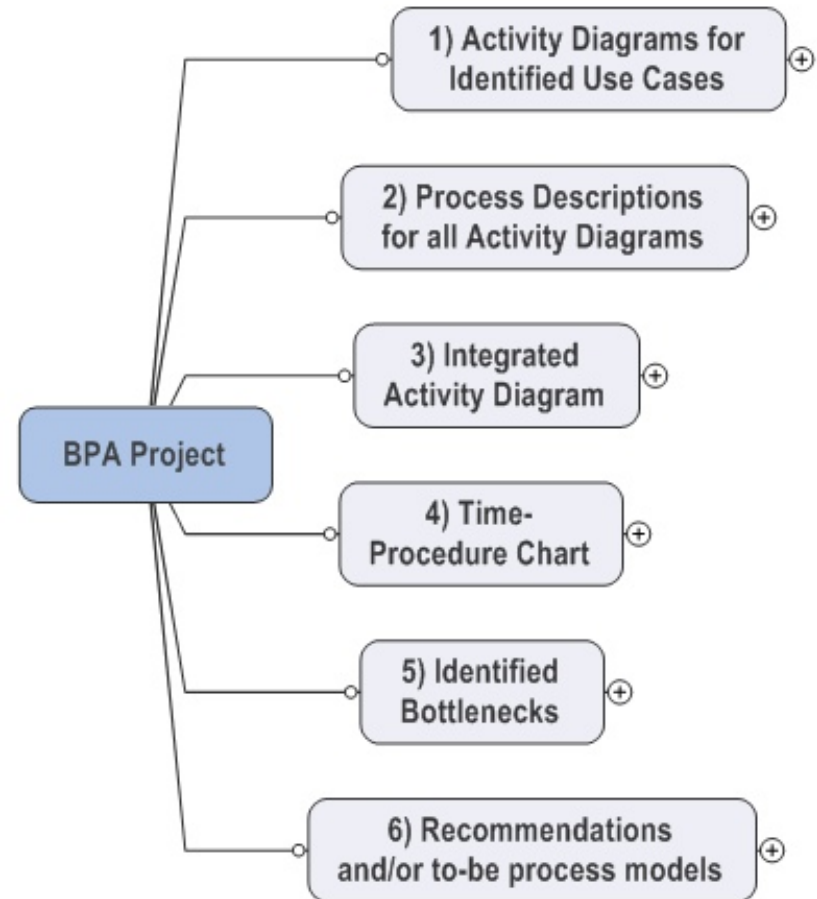 1) Activity Diagrams for
Identified Use Cases
2) Process Descriptions
for all Activity Diagrams
3) Integrated
Activity Diagram
BPA Project
4) Time-
Procedure Chart
5) Identified
Bottlenecks
6) Recommendations
and/or to-be process models